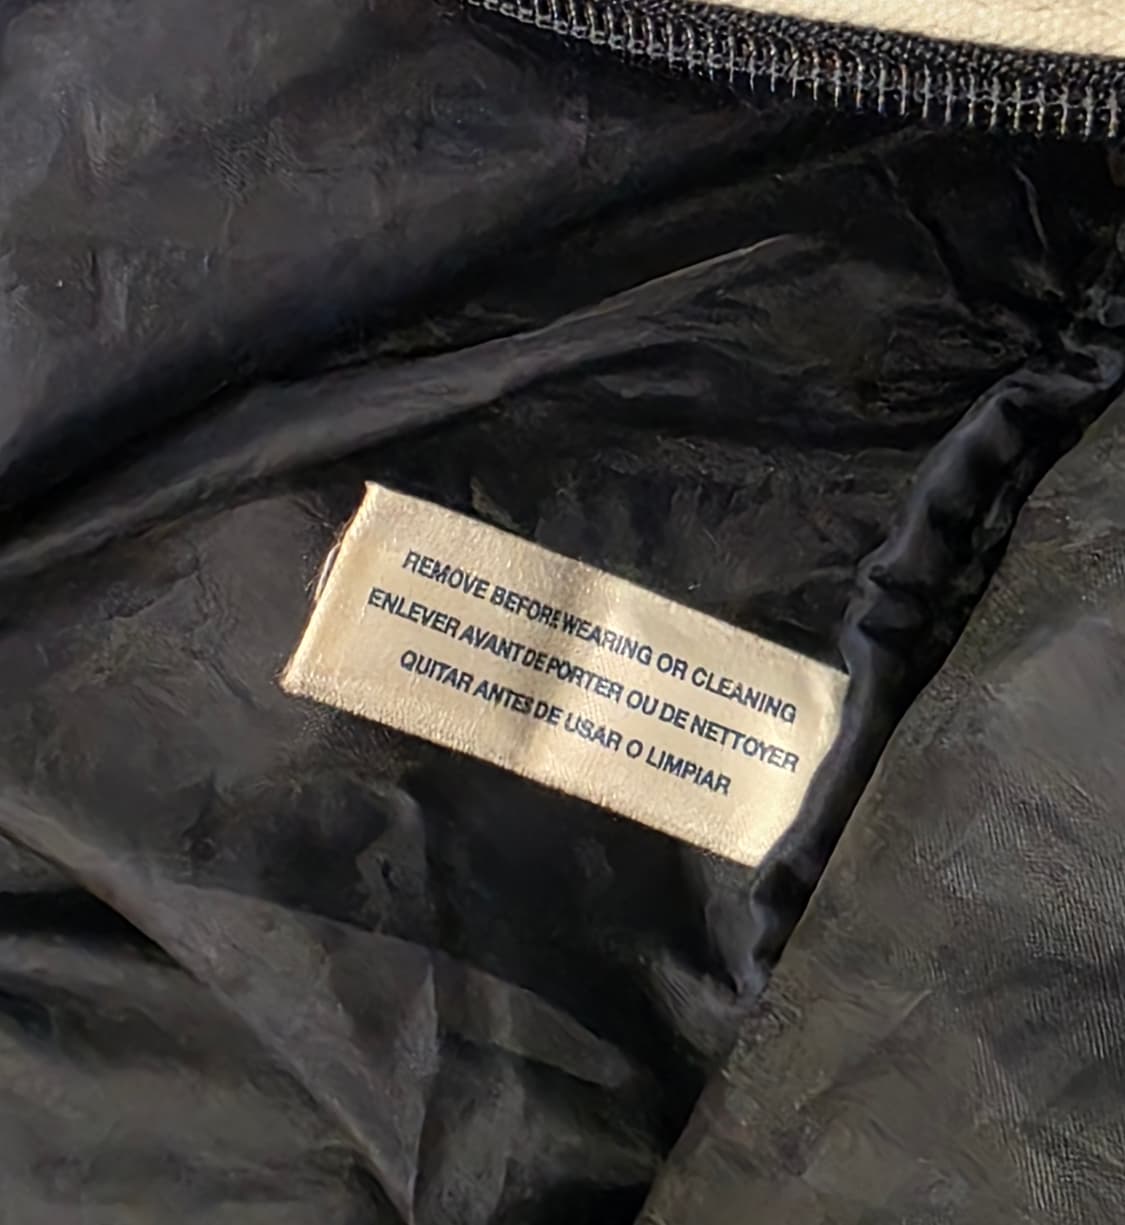 REMOVE BEFORE WEARING OR CLEANING
ENLEVER AVANT DE PORTER OU DE NETTOYER
QUITAR ANTES DE USAR O LIMPIAR